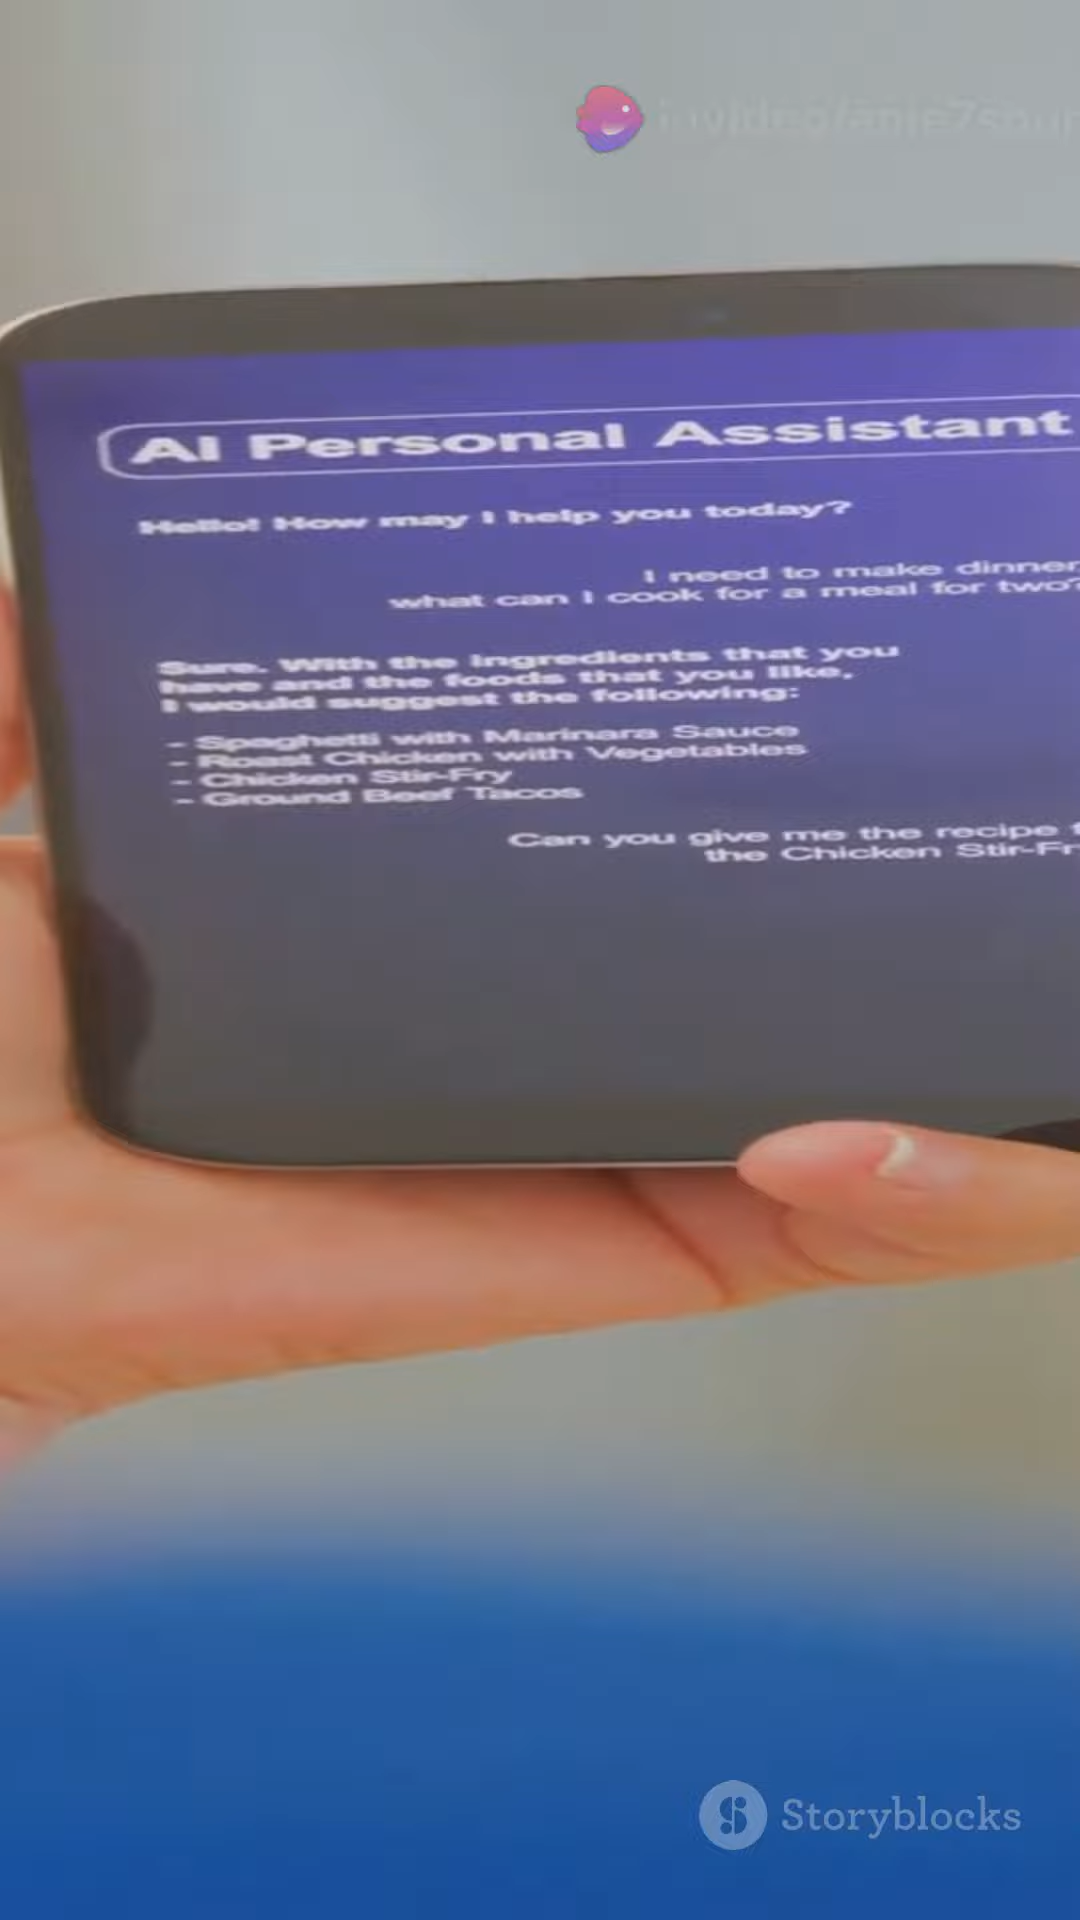 AI Personal Assistant
Hello! How may I help you today?
I need to make dinner,
what can I cook for a meal for two?
Sure. With the ingredients that you
have and the foods that you like,
I would suggest the following:
- Spaghetti with Marinara Sauce
- Roast Chicken with Vegetables
- Chicken Stir-Fry
- Ground Beef Tacos
Can you give me the recipe
the Chicken Stir-Fr
Storyblocks